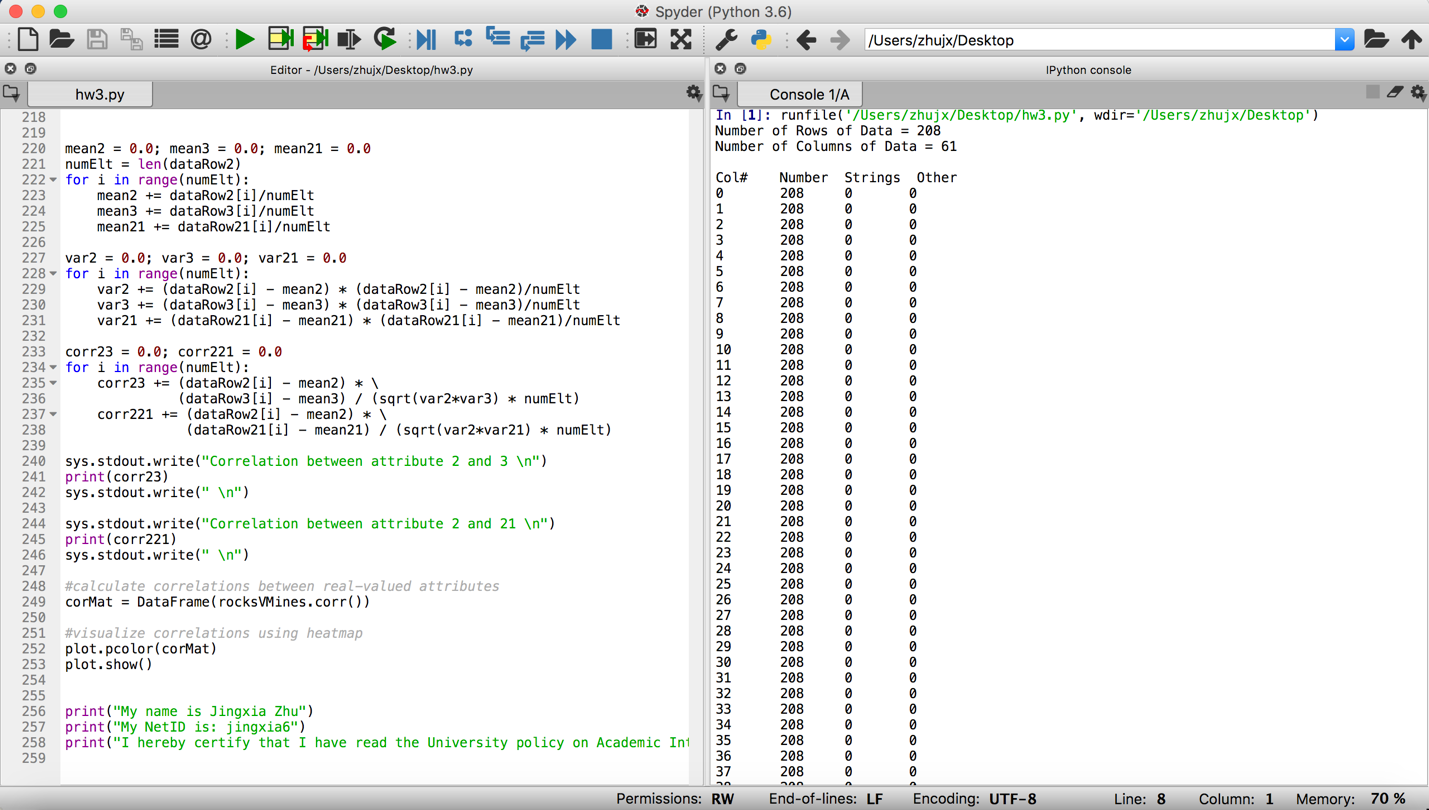 Spyder (Python 3.6)
/Users/zhujx/Desktop
Editor - /Users/zhujx/Desktop/hw3.py
hw3.py
218
219
220 mean2 = 0.0; mean3 = 0.0; mean21 = 0.0
221 numElt = len(dataRow2)
222 for i in range(numElt):
223     mean2 += dataRow2[i]/numElt
224     mean3 += dataRow3[i]/numElt
225     mean21 += dataRow21[i]/numElt
226
227 var2 = 0.0; var3 = 0.0; var21 = 0.0
228 for i in range(numElt):
229     var2 += (dataRow2[i] - mean2) * (dataRow2[i] - mean2)/numElt
230     var3 += (dataRow3[i] - mean3) * (dataRow3[i] - mean3)/numElt
231     var21 += (dataRow21[i] - mean21) * (dataRow21[i] - mean21)/numElt
232
233 corr23 = 0.0; corr221 = 0.0
234 for i in range(numElt):
235     corr23 += (dataRow2[i] - mean2) * \
236               (dataRow3[i] - mean3) / (sqrt(var2*var3) * numElt)
237     corr221 += (dataRow2[i] - mean2) * \
238                (dataRow21[i] - mean21) / (sqrt(var2*var21) * numElt)
239
240 sys.stdout.write("Correlation between attribute 2 and 3 \n")
241 print(corr23)
242 sys.stdout.write(" \n")
243
244 sys.stdout.write("Correlation between attribute 2 and 21 \n")
245 print(corr221)
246 sys.stdout.write(" \n")
247
248 #calculate correlations between real-valued attributes
249 corMat = DataFrame(rocksVMines.corr())
250
251 #visualize correlations using heatmap
252 plot.pcolor(corMat)
253 plot.show()
254
255
256 print("My name is Jingxia Zhu")
257 print("My NetID is: jingxia6")
258 print("I hereby certify that I have read the University policy on Academic Int
259
IPython console
Console 1/A
In [1]: runfile('/Users/zhujx/Desktop/hw3.py', wdir='/Users/zhujx/Desktop')
Number of Rows of Data = 208
Number of Columns of Data = 61
Col# Number Strings Other
0 208 0 0
1 208 0 0
2 208 0 0
3 208 0 0
4 208 0 0
5 208 0 0
6 208 0 0
7 208 0 0
8 208 0 0
9 208 0 0
10 208 0 0
11 208 0 0
12 208 0 0
13 208 0 0
14 208 0 0
15 208 0 0
16 208 0 0
17 208 0 0
18 208 0 0
19 208 0 0
20 208 0 0
21 208 0 0
22 208 0 0
23 208 0 0
24 208 0 0
25 208 0 0
26 208 0 0
27 208 0 0
28 208 0 0
29 208 0 0
30 208 0 0
31 208 0 0
32 208 0 0
33 208 0 0
34 208 0 0
35 208 0 0
36 208 0 0
37 208 0 0
Permissions: RW End-of-lines: LF Encoding: UTF-8 Line: 8 Column: 1 Memory: 70 %